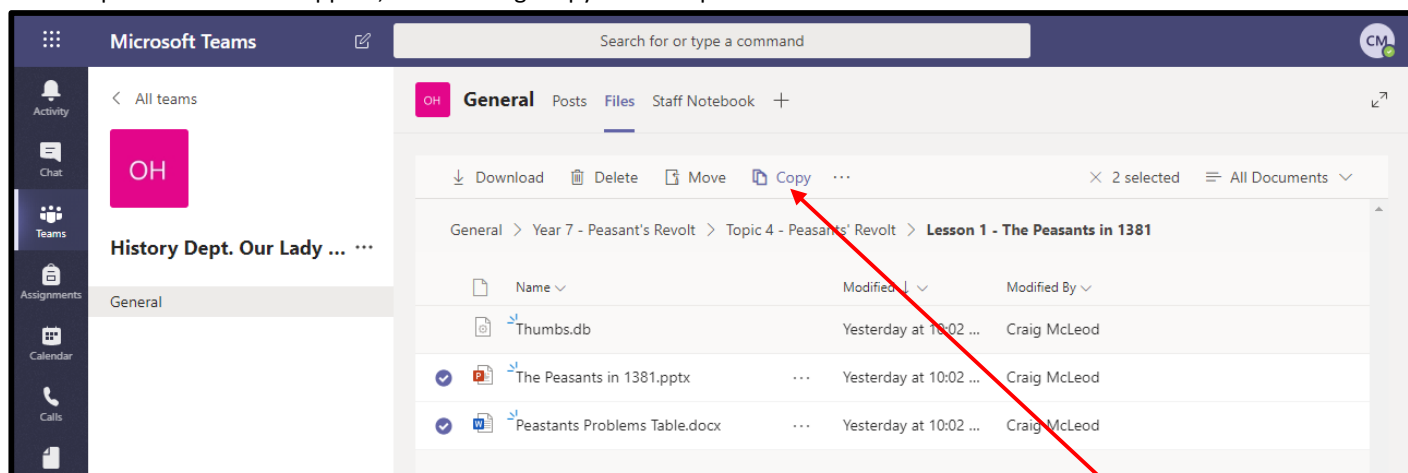 Microsoft Teams
Search for or type a command
CM
Activity
Chat
Teams
Assignments
Calendar
Calls
All teams
OH
History Dept. Our Lady ... ···
General
OH General Posts Files Staff Notebook
Download Delete Move Copy ···
2 selected All Documents
General > Year 7 - Peasant's Revolt > Topic 4 - Peasants' Revolt > Lesson 1 - The Peasants in 1381
Name Modified Modified By
Thumbs.db Yesterday at 10:02 ... Craig McLeod
The Peasants in 1381.pptx ··· Yesterday at 10:02 ... Craig McLeod
Peastants Problems Table.docx ··· Yesterday at 10:02 ... Craig McLeod